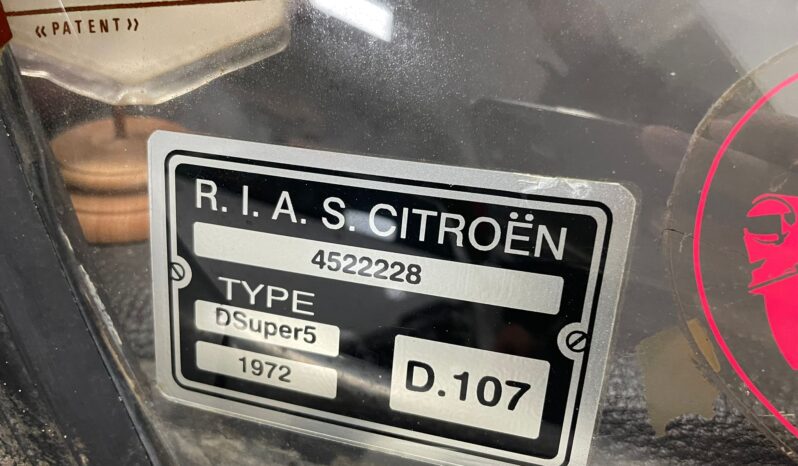 «PATENT»
R. I. A. S. CITROËN
4522228
TYPE
DSuper5
1972
D.107